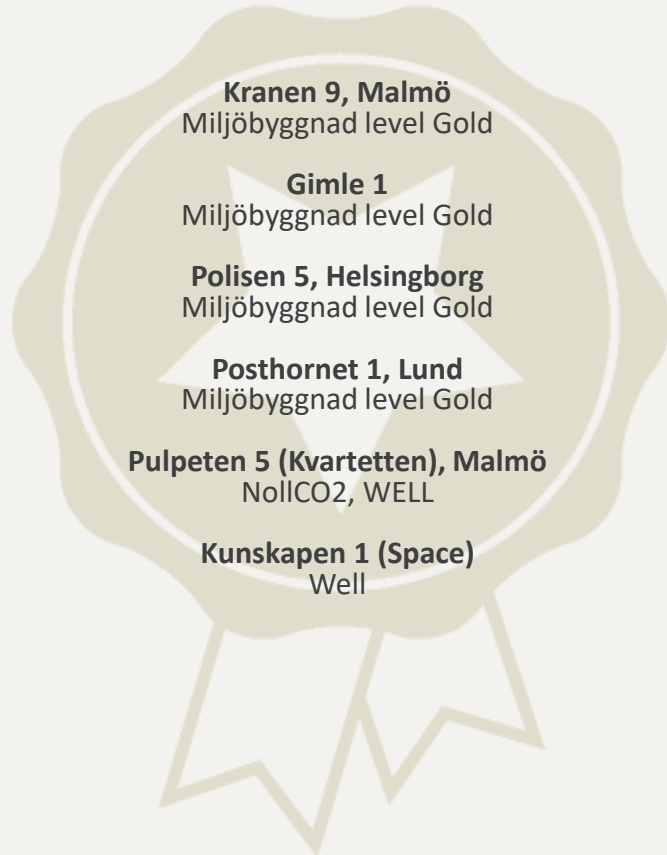 Kranen 9, Malmö
Miljöbyggnad level Gold
Gimle 1
Miljöbyggnad level Gold
Polisen 5, Helsingborg
Miljöbyggnad level Gold
Posthornet 1, Lund
Miljöbyggnad level Gold
Pulpeten 5 (Kvartetten), Malmö
NollCO2, WELL
Kunskapen 1 (Space)
Well